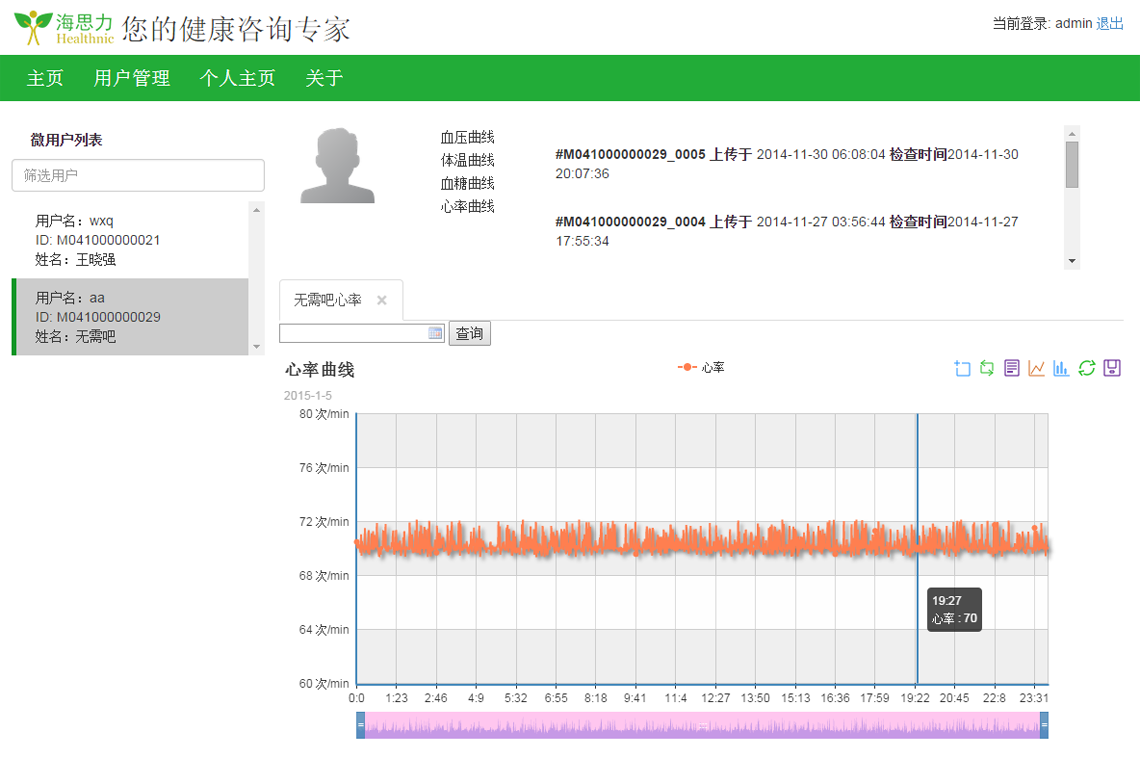 海思力
Healthnic
您的健康咨询专家
当前登录: admin 退出
主页 用户管理 个人主页 关于
微用户列表
筛选用户
用户名：wxq
ID: M041000000021
姓名：王晓强
用户名：aa
ID: M041000000029
姓名：无需吧
血压曲线
体温曲线
血糖曲线
心率曲线
#M041000000029_0005 上传于 2014-11-30 06:08:04 检查时间2014-11-30
20:07:36
#M041000000029_0004 上传于 2014-11-27 03:56:44 检查时间2014-11-27
17:55:34
无需吧心率 ×
查询
心率曲线
心率
2015-1-5
80 次/min
76 次/min
72 次/min
68 次/min
64 次/min
60 次/min
19:27
心率 : 70
0:0 1:23 2:46 4:9 5:32 6:55 8:18 9:41 11:4 12:27 13:50 15:13 16:36 17:59 19:22 20:45 22:8 23:31